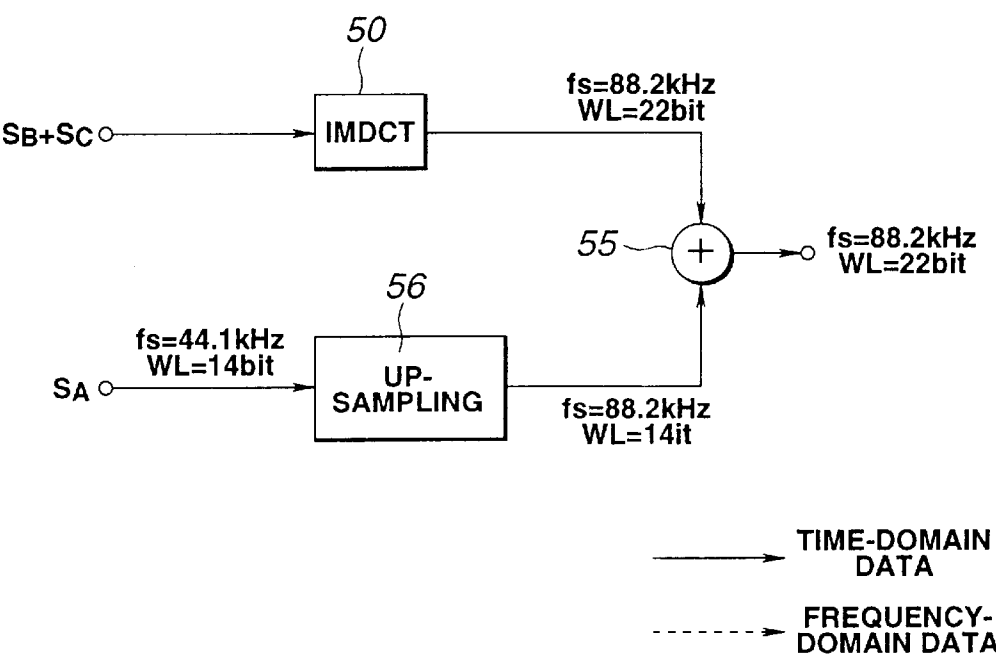 50
fs=88.2kHz
WL=22bit
SB+SC
IMDCT
55
+
fs=88.2kHz
WL=22bit
56
fs=44.1kHz
WL=14bit
SA
UP-
SAMPLING
fs=88.2kHz
WL=14it
TIME-DOMAIN
DATA
FREQUENCY-
DOMAIN DATA